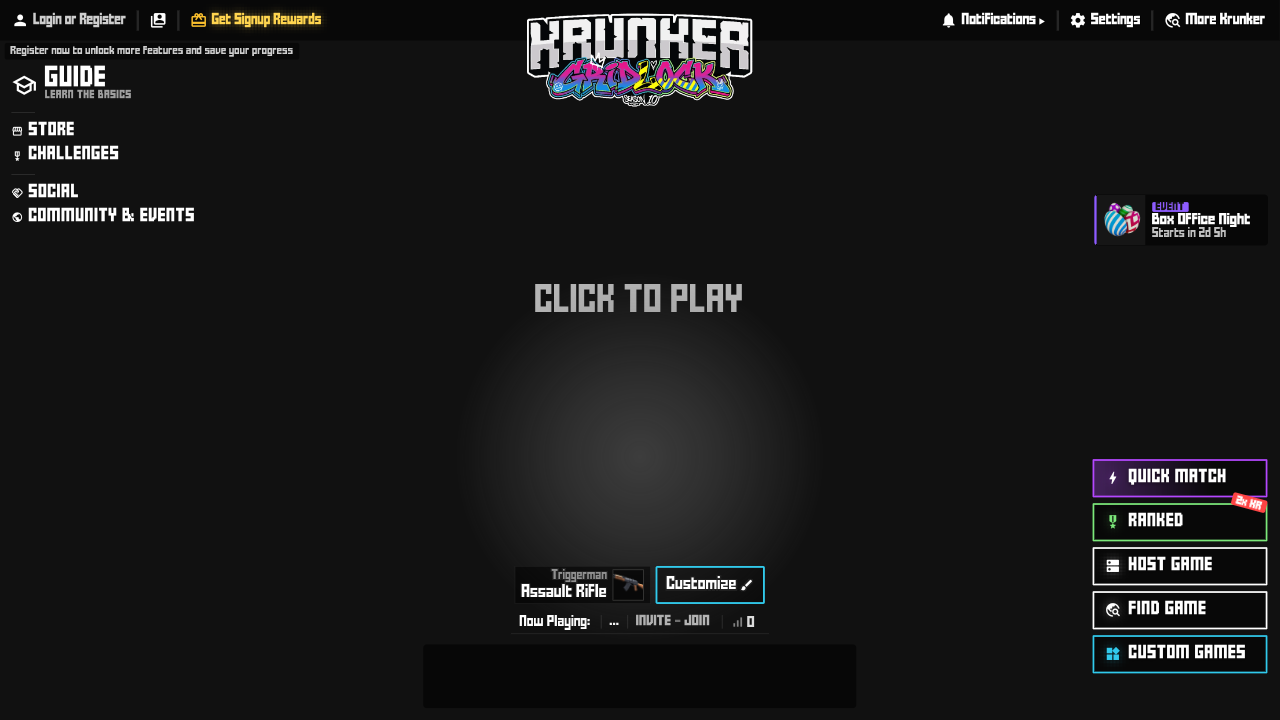 Login or Register
Get Signup Rewards
Notifications
Settings
More Krunker
KRUNKER
GRIDLOCK
SEASON 10
Register now to unlock more features and save your progress
GUIDE
LEARN THE BASICS
STORE
CHALLENGES
SOCIAL
COMMUNITY & EVENTS
EVENT
Box Office Night
Starts in 2d 5h
CLICK TO PLAY
QUICK MATCH
2x KR
RANKED
HOST GAME
FIND GAME
CUSTOM GAMES
Triggerman
Assault Rifle
Customize
Now Playing: ... INVITE - JOIN 0